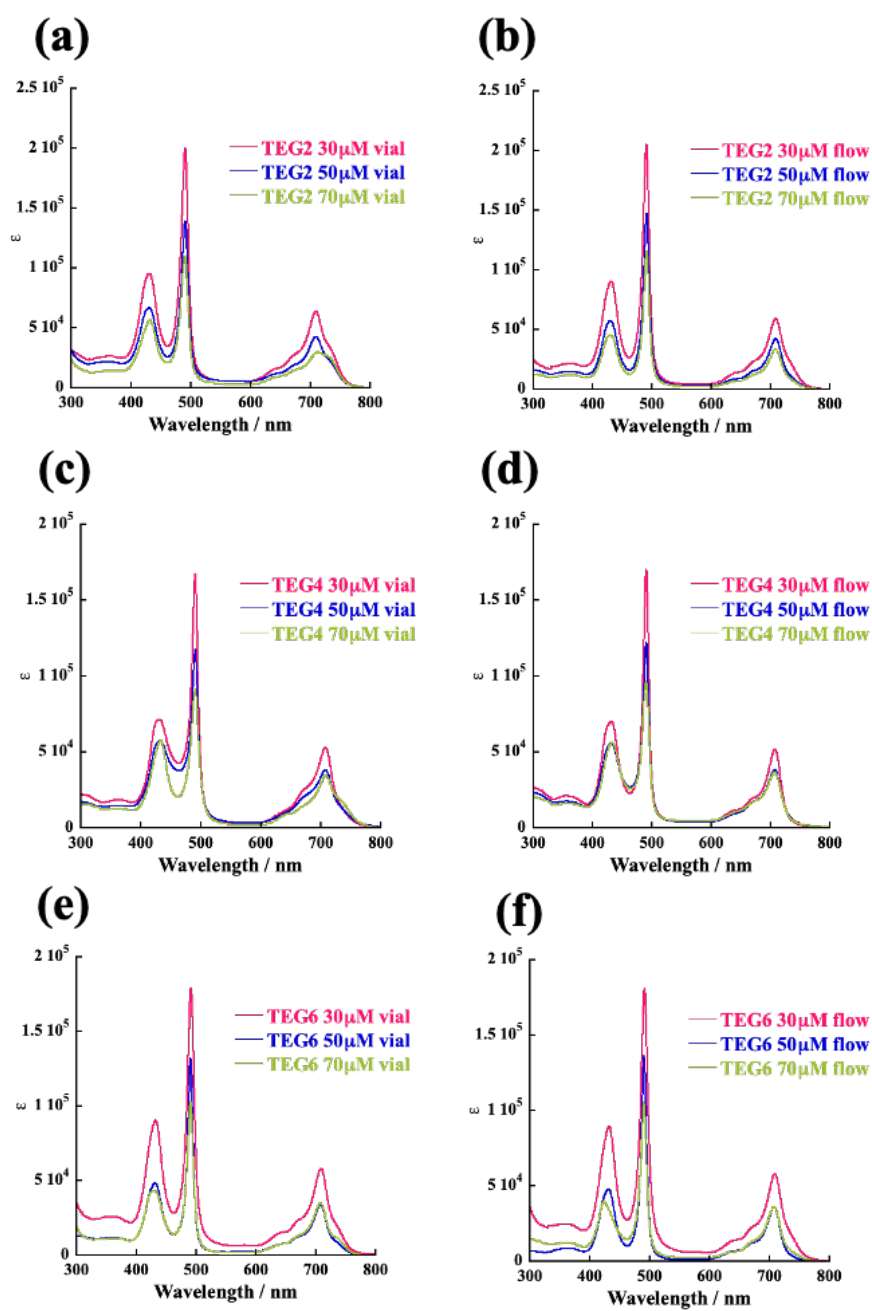 (a)
2.5 10⁵
2 10⁵
1.5 10⁵
1 10⁵
5 10⁴
0
ε
TEG2 30μM vial
TEG2 50μM vial
TEG2 70μM vial
300 400 500 600 700 800
Wavelength / nm
(b)
2.5 10⁵
2 10⁵
1.5 10⁵
1 10⁵
5 10⁴
0
ε
TEG2 30μM flow
TEG2 50μM flow
TEG2 70μM flow
300 400 500 600 700 800
Wavelength / nm
(c)
2 10⁵
1.5 10⁵
1 10⁵
5 10⁴
0
ε
TEG4 30μM vial
TEG4 50μM vial
TEG4 70μM vial
300 400 500 600 700 800
Wavelength / nm
(d)
2 10⁵
1.5 10⁵
1 10⁵
5 10⁴
0
ε
TEG4 30μM flow
TEG4 50μM flow
TEG4 70μM flow
300 400 500 600 700 800
Wavelength / nm
(e)
2 10⁵
1.5 10⁵
1 10⁵
5 10⁴
0
ε
TEG6 30μM vial
TEG6 50μM vial
TEG6 70μM vial
300 400 500 600 700 800
Wavelength / nm
(f)
2 10⁵
1.5 10⁵
1 10⁵
5 10⁴
0
ε
TEG6 30μM flow
TEG6 50μM flow
TEG6 70μM flow
300 400 500 600 700 800
Wavelength / nm